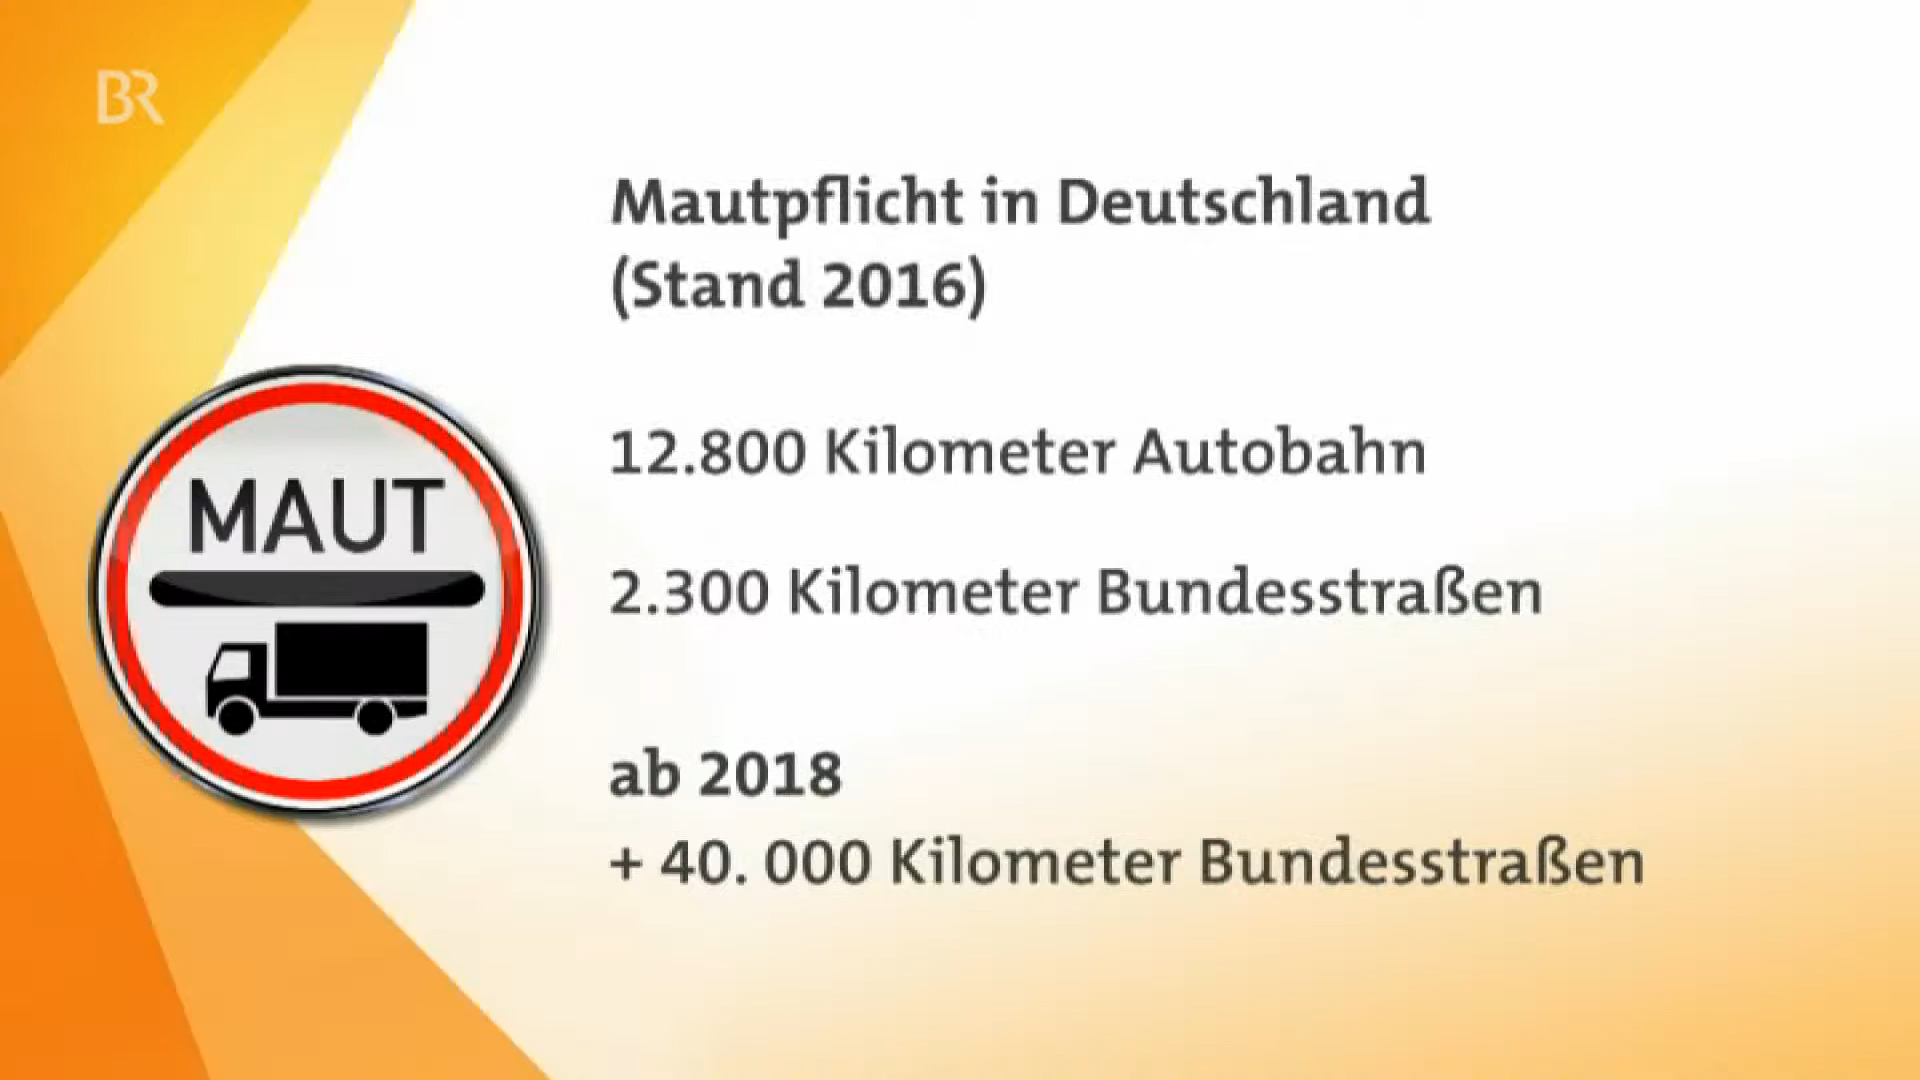 BR
Mautpflicht in Deutschland
(Stand 2016)
12.800 Kilometer Autobahn
MAUT
2.300 Kilometer Bundesstraßen
ab 2018
+ 40. 000 Kilometer Bundesstraßen